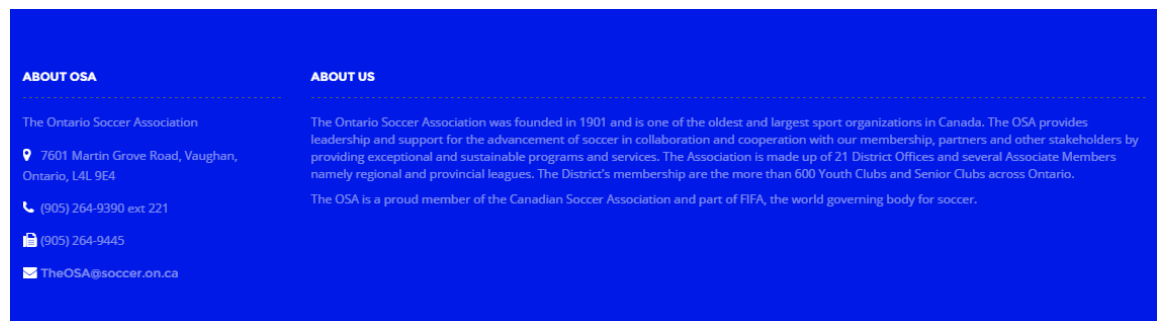 ABOUT OSA
The Ontario Soccer Association
7601 Martin Grove Road, Vaughan,
Ontario, L4L 9E4
(905) 264-9390 ext 221
(905) 264-9445
TheOSA@soccer.on.ca
ABOUT US
The Ontario Soccer Association was founded in 1901 and is one of the oldest and largest sport organizations in Canada. The OSA provides
leadership and support for the advancement of soccer in collaboration and cooperation with our membership, partners and other stakeholders by
providing exceptional and sustainable programs and services. The Association is made up of 21 District Offices and several Associate Members
namely regional and provincial leagues. The District's membership are the more than 600 Youth Clubs and Senior Clubs across Ontario.
The OSA is a proud member of the Canadian Soccer Association and part of FIFA, the world governing body for soccer.